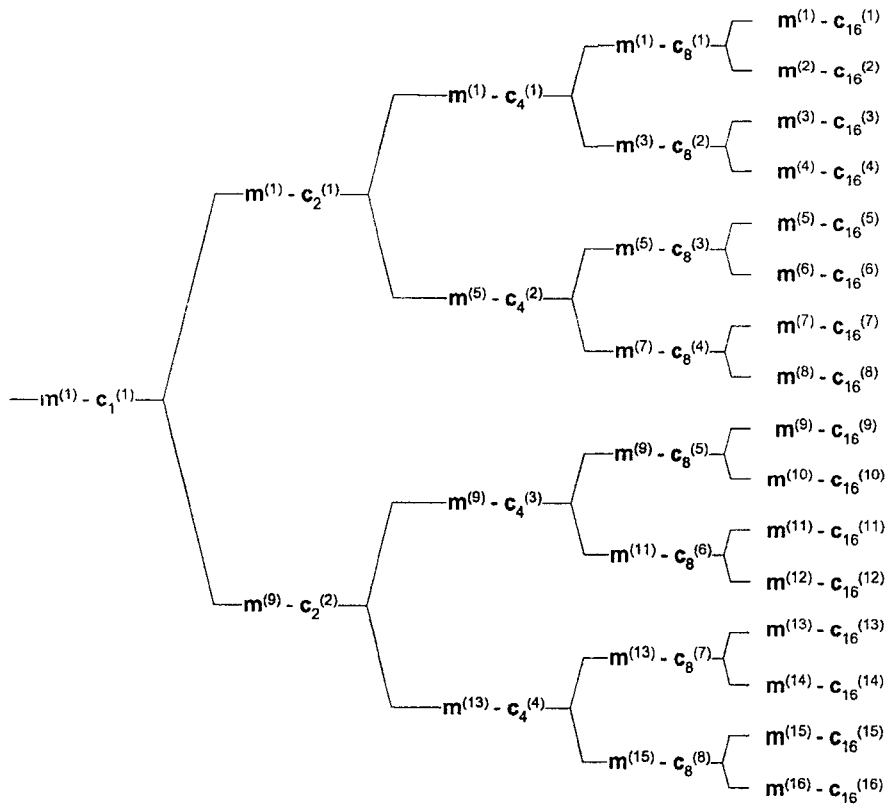 m(1) - c1(1)
m(1) - c2(1)
m(9) - c2(2)
m(1) - c4(1)
m(5) - c4(2)
m(9) - c4(3)
m(13) - c4(4)
m(1) - c8(1)
m(3) - c8(2)
m(5) - c8(3)
m(7) - c8(4)
m(9) - c8(5)
m(11) - c8(6)
m(13) - c8(7)
m(15) - c8(8)
m(1) - c16(1)
m(2) - c16(2)
m(3) - c16(3)
m(4) - c16(4)
m(5) - c16(5)
m(6) - c16(6)
m(7) - c16(7)
m(8) - c16(8)
m(9) - c16(9)
m(10) - c16(10)
m(11) - c16(11)
m(12) - c16(12)
m(13) - c16(13)
m(14) - c16(14)
m(15) - c16(15)
m(16) - c16(16)